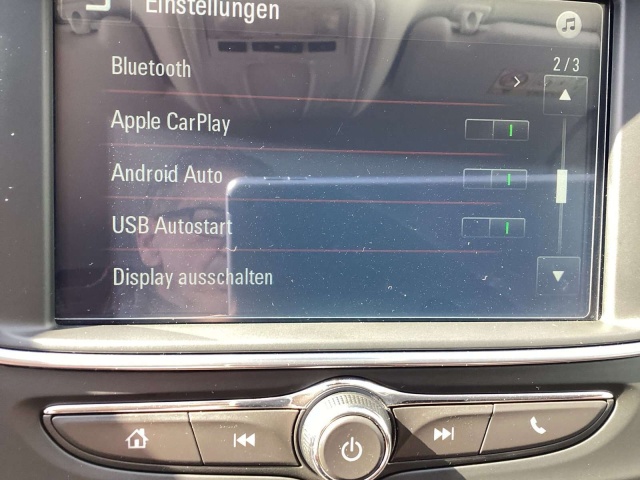 Einstellungen
Bluetooth
2/3
Apple CarPlay
Android Auto
USB Autostart
Display ausschalten